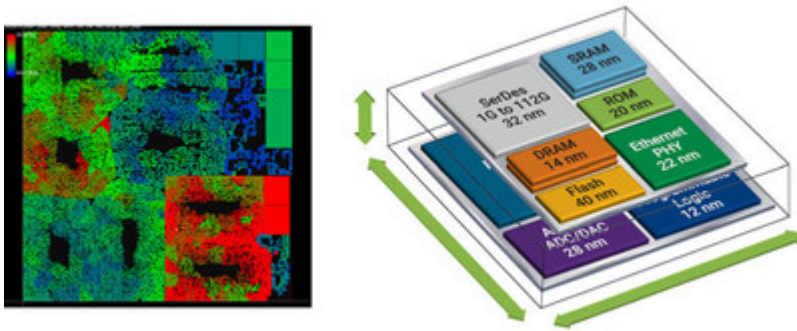 SRAM
28 nm
SerDes
1G to 112G
32 nm
ROM
20 nm
DRAM
14 nm
Ethernet
PHY
22 nm
Flash
40 nm
Logic
12 nm
ADC/DAC
28 nm